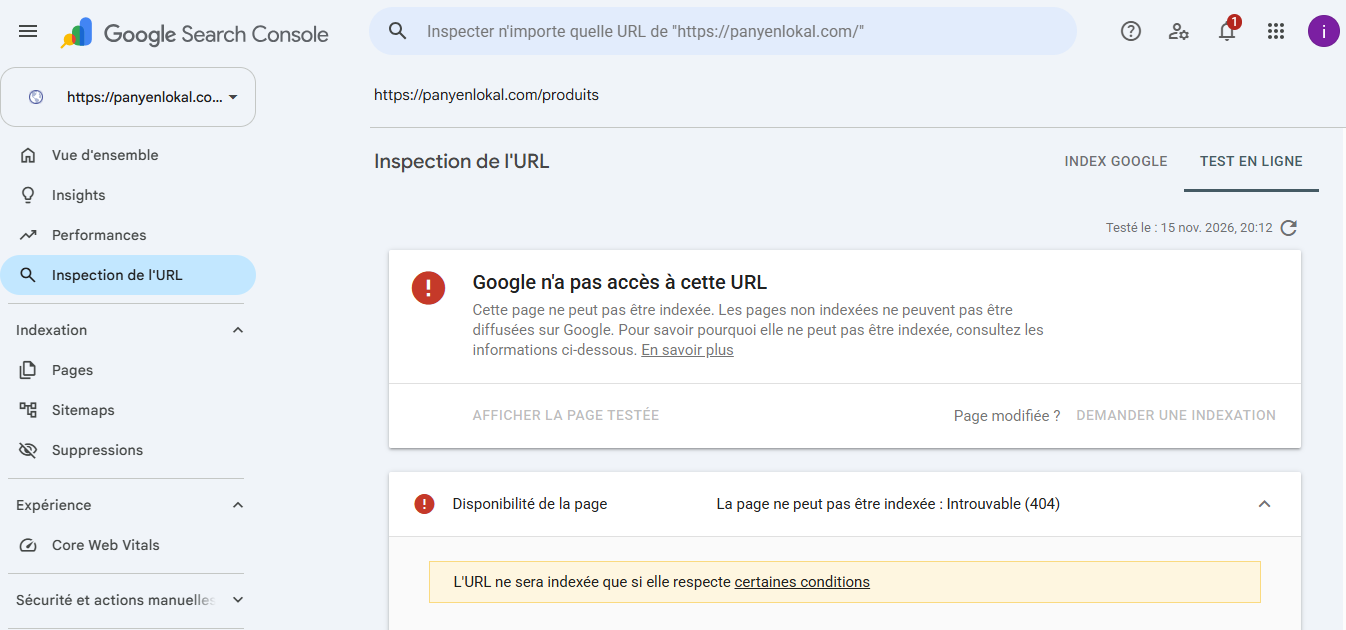 Google Search Console
Inspecter n'importe quelle URL de "https://panyenlokal.com/"
1
i
https://panyenlokal.co...
https://panyenlokal.com/produits
Vue d'ensemble
Insights
Performances
Inspection de l'URL
Indexation
Pages
Sitemaps
Suppressions
Expérience
Core Web Vitals
Sécurité et actions manuelles
Inspection de l'URL
INDEX GOOGLE
TEST EN LIGNE
Testé le : 15 nov. 2026, 20:12
Google n'a pas accès à cette URL
Cette page ne peut pas être indexée. Les pages non indexées ne peuvent pas être
diffusées sur Google. Pour savoir pourquoi elle ne peut pas être indexée, consultez les
informations ci-dessous. En savoir plus
AFFICHER LA PAGE TESTÉE
Page modifiée ? DEMANDER UNE INDEXATION
Disponibilité de la page
La page ne peut pas être indexée : Introuvable (404)
L'URL ne sera indexée que si elle respecte certaines conditions